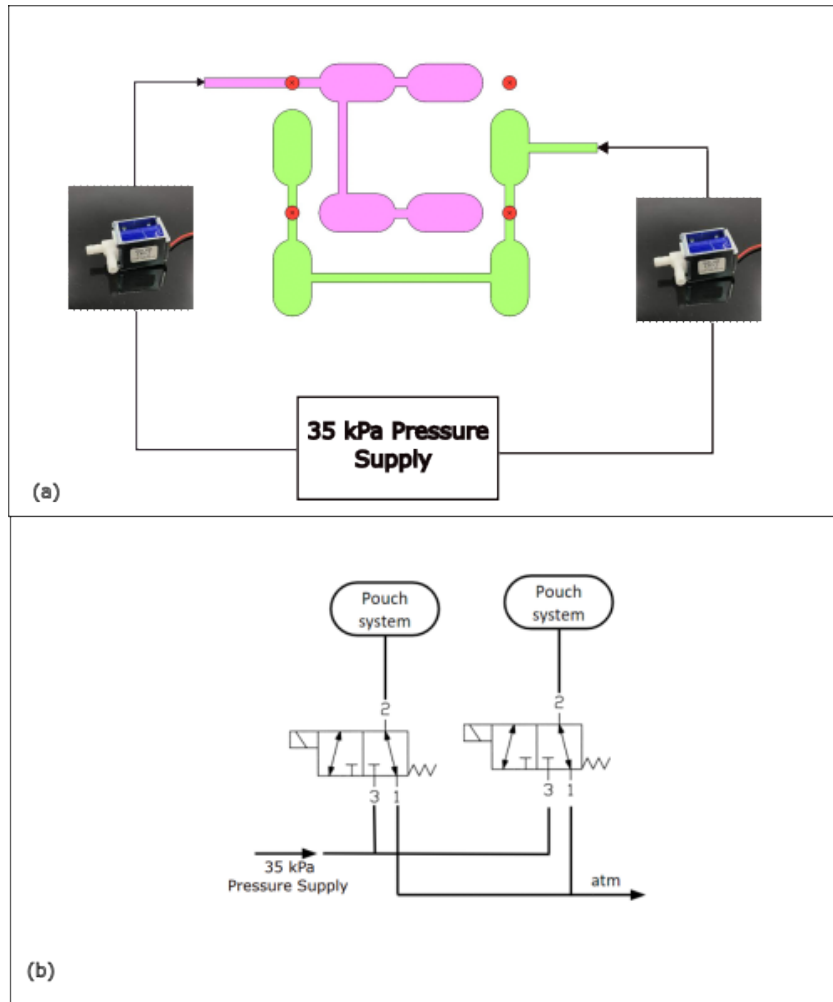 35 kPa Pressure
Supply
(a)
Pouch
system
Pouch
system
2
2
3 1
3 1
35 kPa
Pressure Supply
atm
(b)